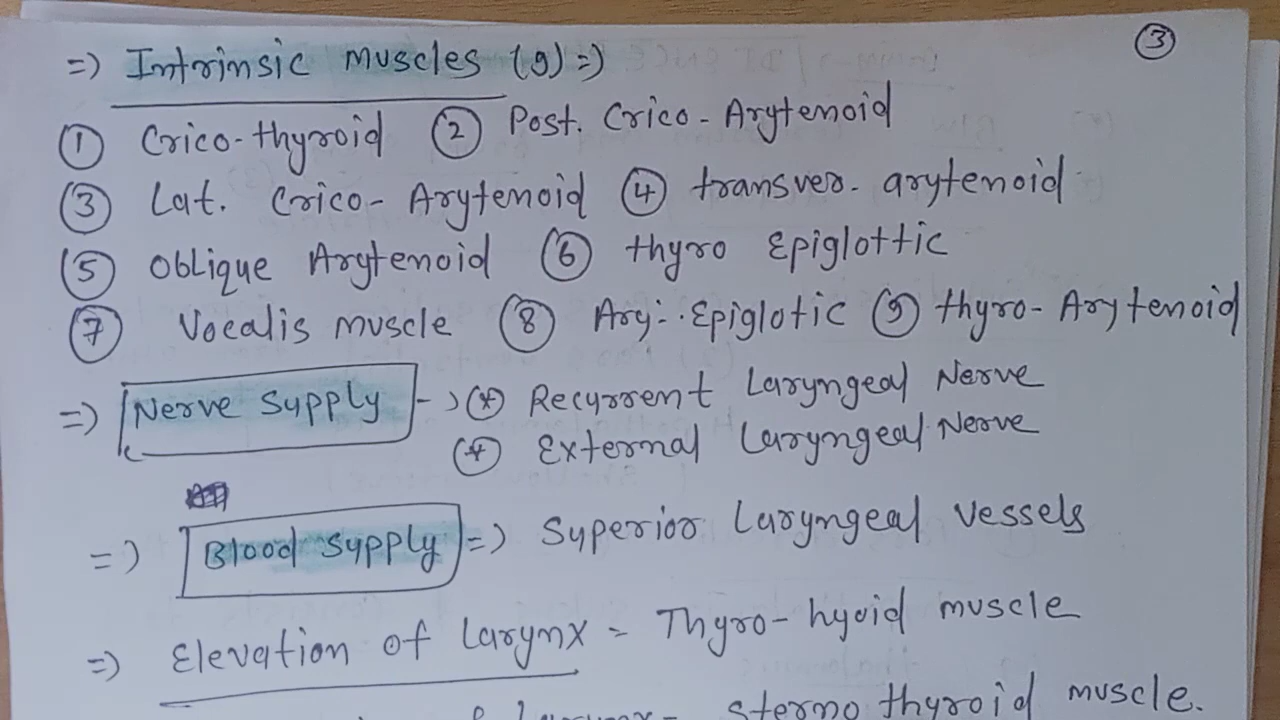 ③
=> Intrinsic Muscles (9) =>
① Crico-thyroid ② Post. Crico-Arytenoid
③ Lat. Crico-Arytenoid ④ transver. arytenoid
⑤ Oblique Arytenoid ⑥ thyro Epiglottic
⑦ Vocalis muscle ⑧ Ary-Epiglotic ⑨ thyro-Arytenoid
=> Nerve Supply -> * Recurrent Laryngeal Nerve
* External Laryngeal Nerve
=> Blood Supply => Superior Laryngeal Vessels
=> Elevation of Larynx = Thyro-hyoid muscle
sterno thyroid muscle.